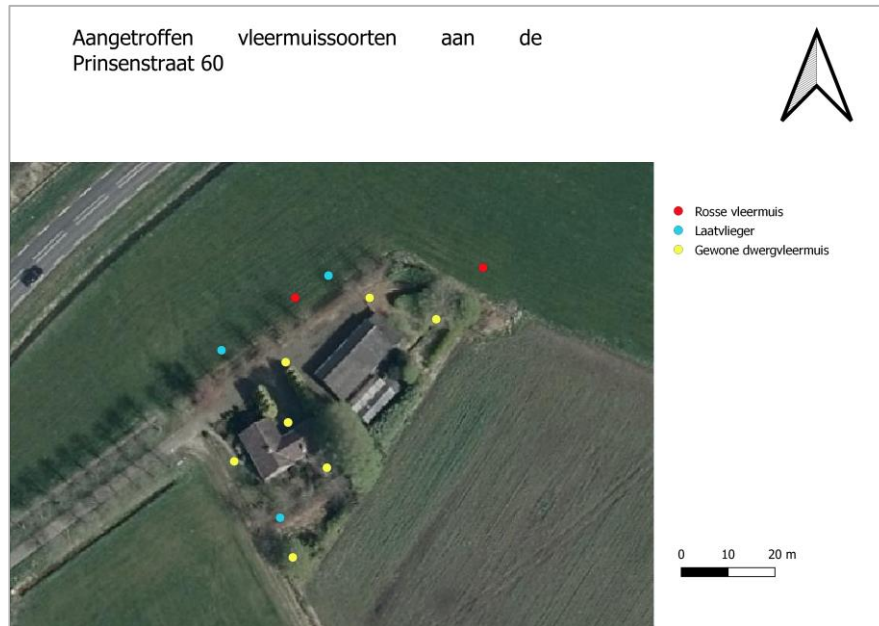 Aangetroffen vleermuissoorten aan de
Prinsenstraat 60
Rosse vleermuis
Laatvlieger
Gewone dwergvleermuis
0 10 20 m